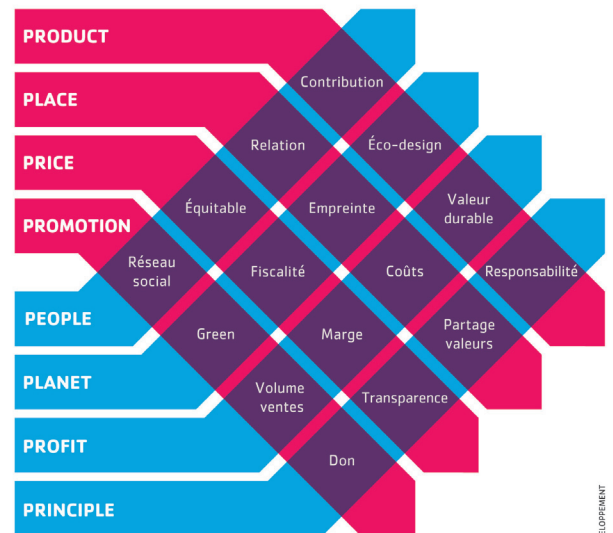 PRODUCT
Contribution
PLACE
Relation
Éco-design
PRICE
Équitable
Empreinte
Valeur
durable
PROMOTION
Réseau
social
Fiscalité
Coûts
Responsabilité
PEOPLE
Green
Marge
Partage
valeurs
PLANET
Volume
ventes
Transparence
PROFIT
Don
PRINCIPLE
ELOPPEMENT